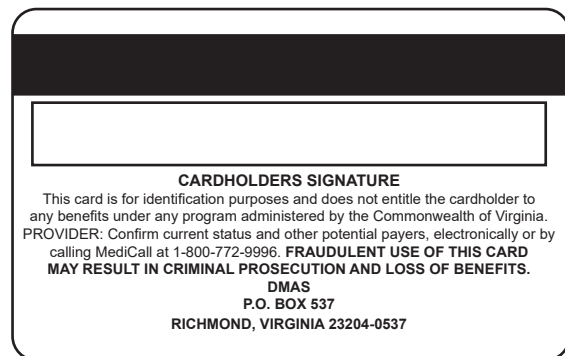 CARDHOLDERS SIGNATURE
This card is for identification purposes and does not entitle the cardholder to
any benefits under any program administered by the Commonwealth of Virginia.
PROVIDER: Confirm current status and other potential payers, electronically or by
calling MediCall at 1-800-772-9996. FRAUDULENT USE OF THIS CARD
MAY RESULT IN CRIMINAL PROSECUTION AND LOSS OF BENEFITS.
DMAS
P.O. BOX 537
RICHMOND, VIRGINIA 23204-0537